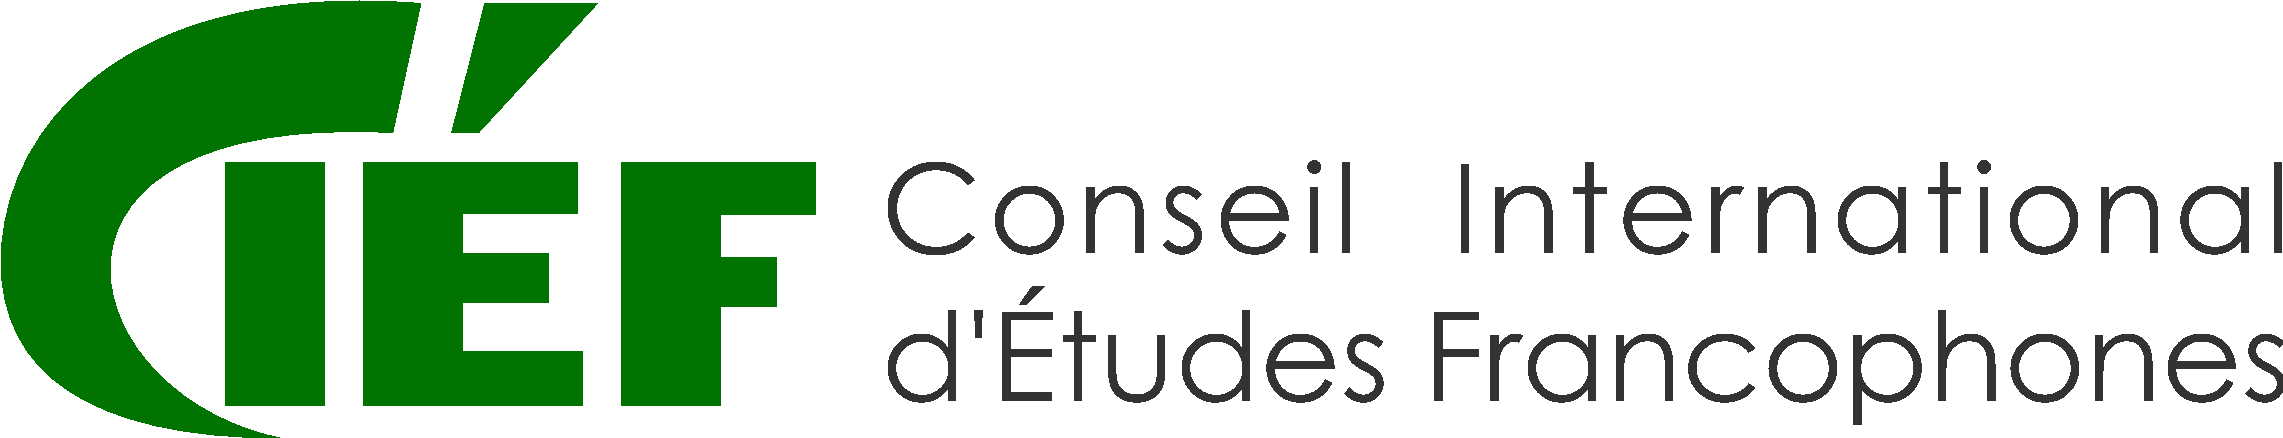 CIÉF
Conseil International
d'Études Francophones